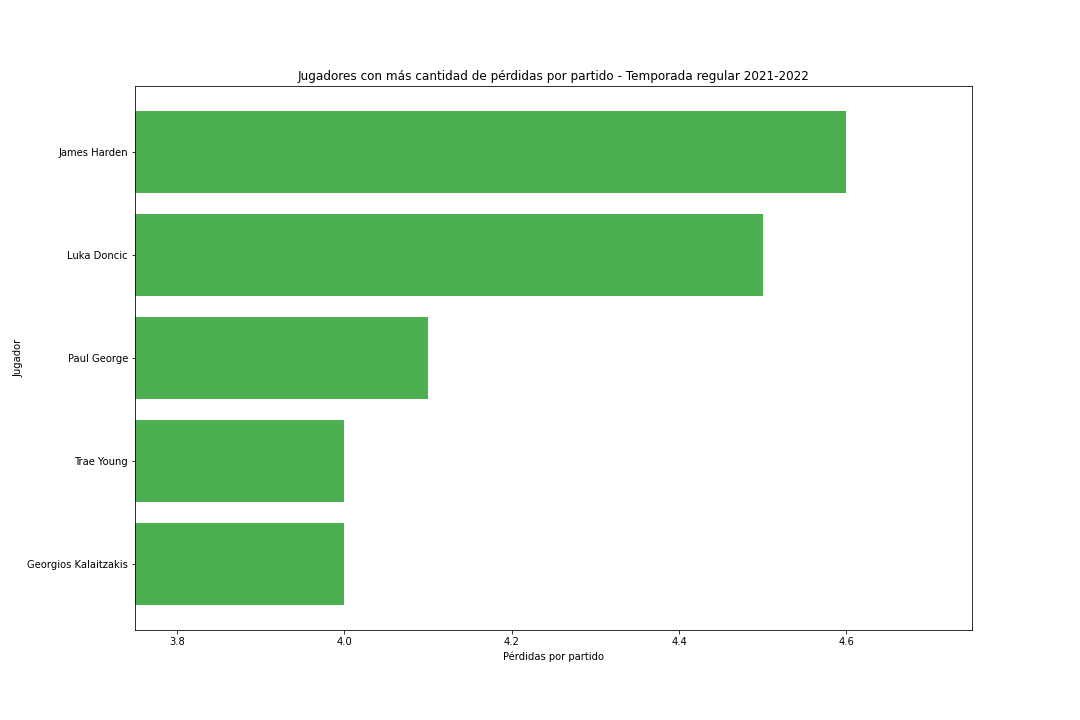 Jugadores con más cantidad de pérdidas por partido - Temporada regular 2021-2022
Jugador
James Harden
Luka Doncic
Paul George
Trae Young
Georgios Kalaitzakis
3.8 4.0 4.2 4.4 4.6
Pérdidas por partido